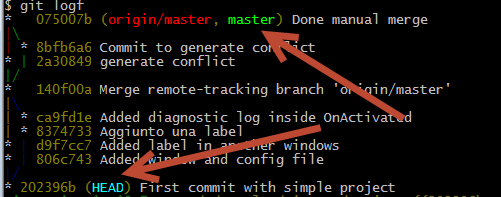 $ git logf
* 075007b (origin/master, master) Done manual merge
|\
| * 8bfb6a6 Commit to generate conflict
* | 2a30849 generate conflict
|/
* 140f00a Merge remote-tracking branch 'origin/master'
|\
| * ca9fd1e Added diagnostic log inside OnActivated
| * 8374733 Aggiunto una label
* | d9f7cc7 Added label in another windows
* | 806c743 Added window and config file
|/
* 202396b (HEAD) First commit with simple project